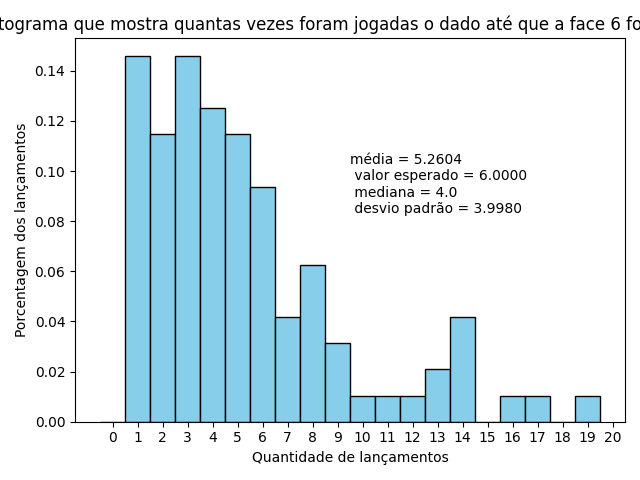 tograma que mostra quantas vezes foram jogadas o dado até que a face 6 fo
0.14
0.12
0.10
0.08
0.06
0.04
0.02
0.00
Porcentagem dos lançamentos
média = 5.2604
valor esperado = 6.0000
mediana = 4.0
desvio padrão = 3.9980
0 1 2 3 4 5 6 7 8 9 10 11 12 13 14 15 16 17 18 19 20
Quantidade de lançamentos